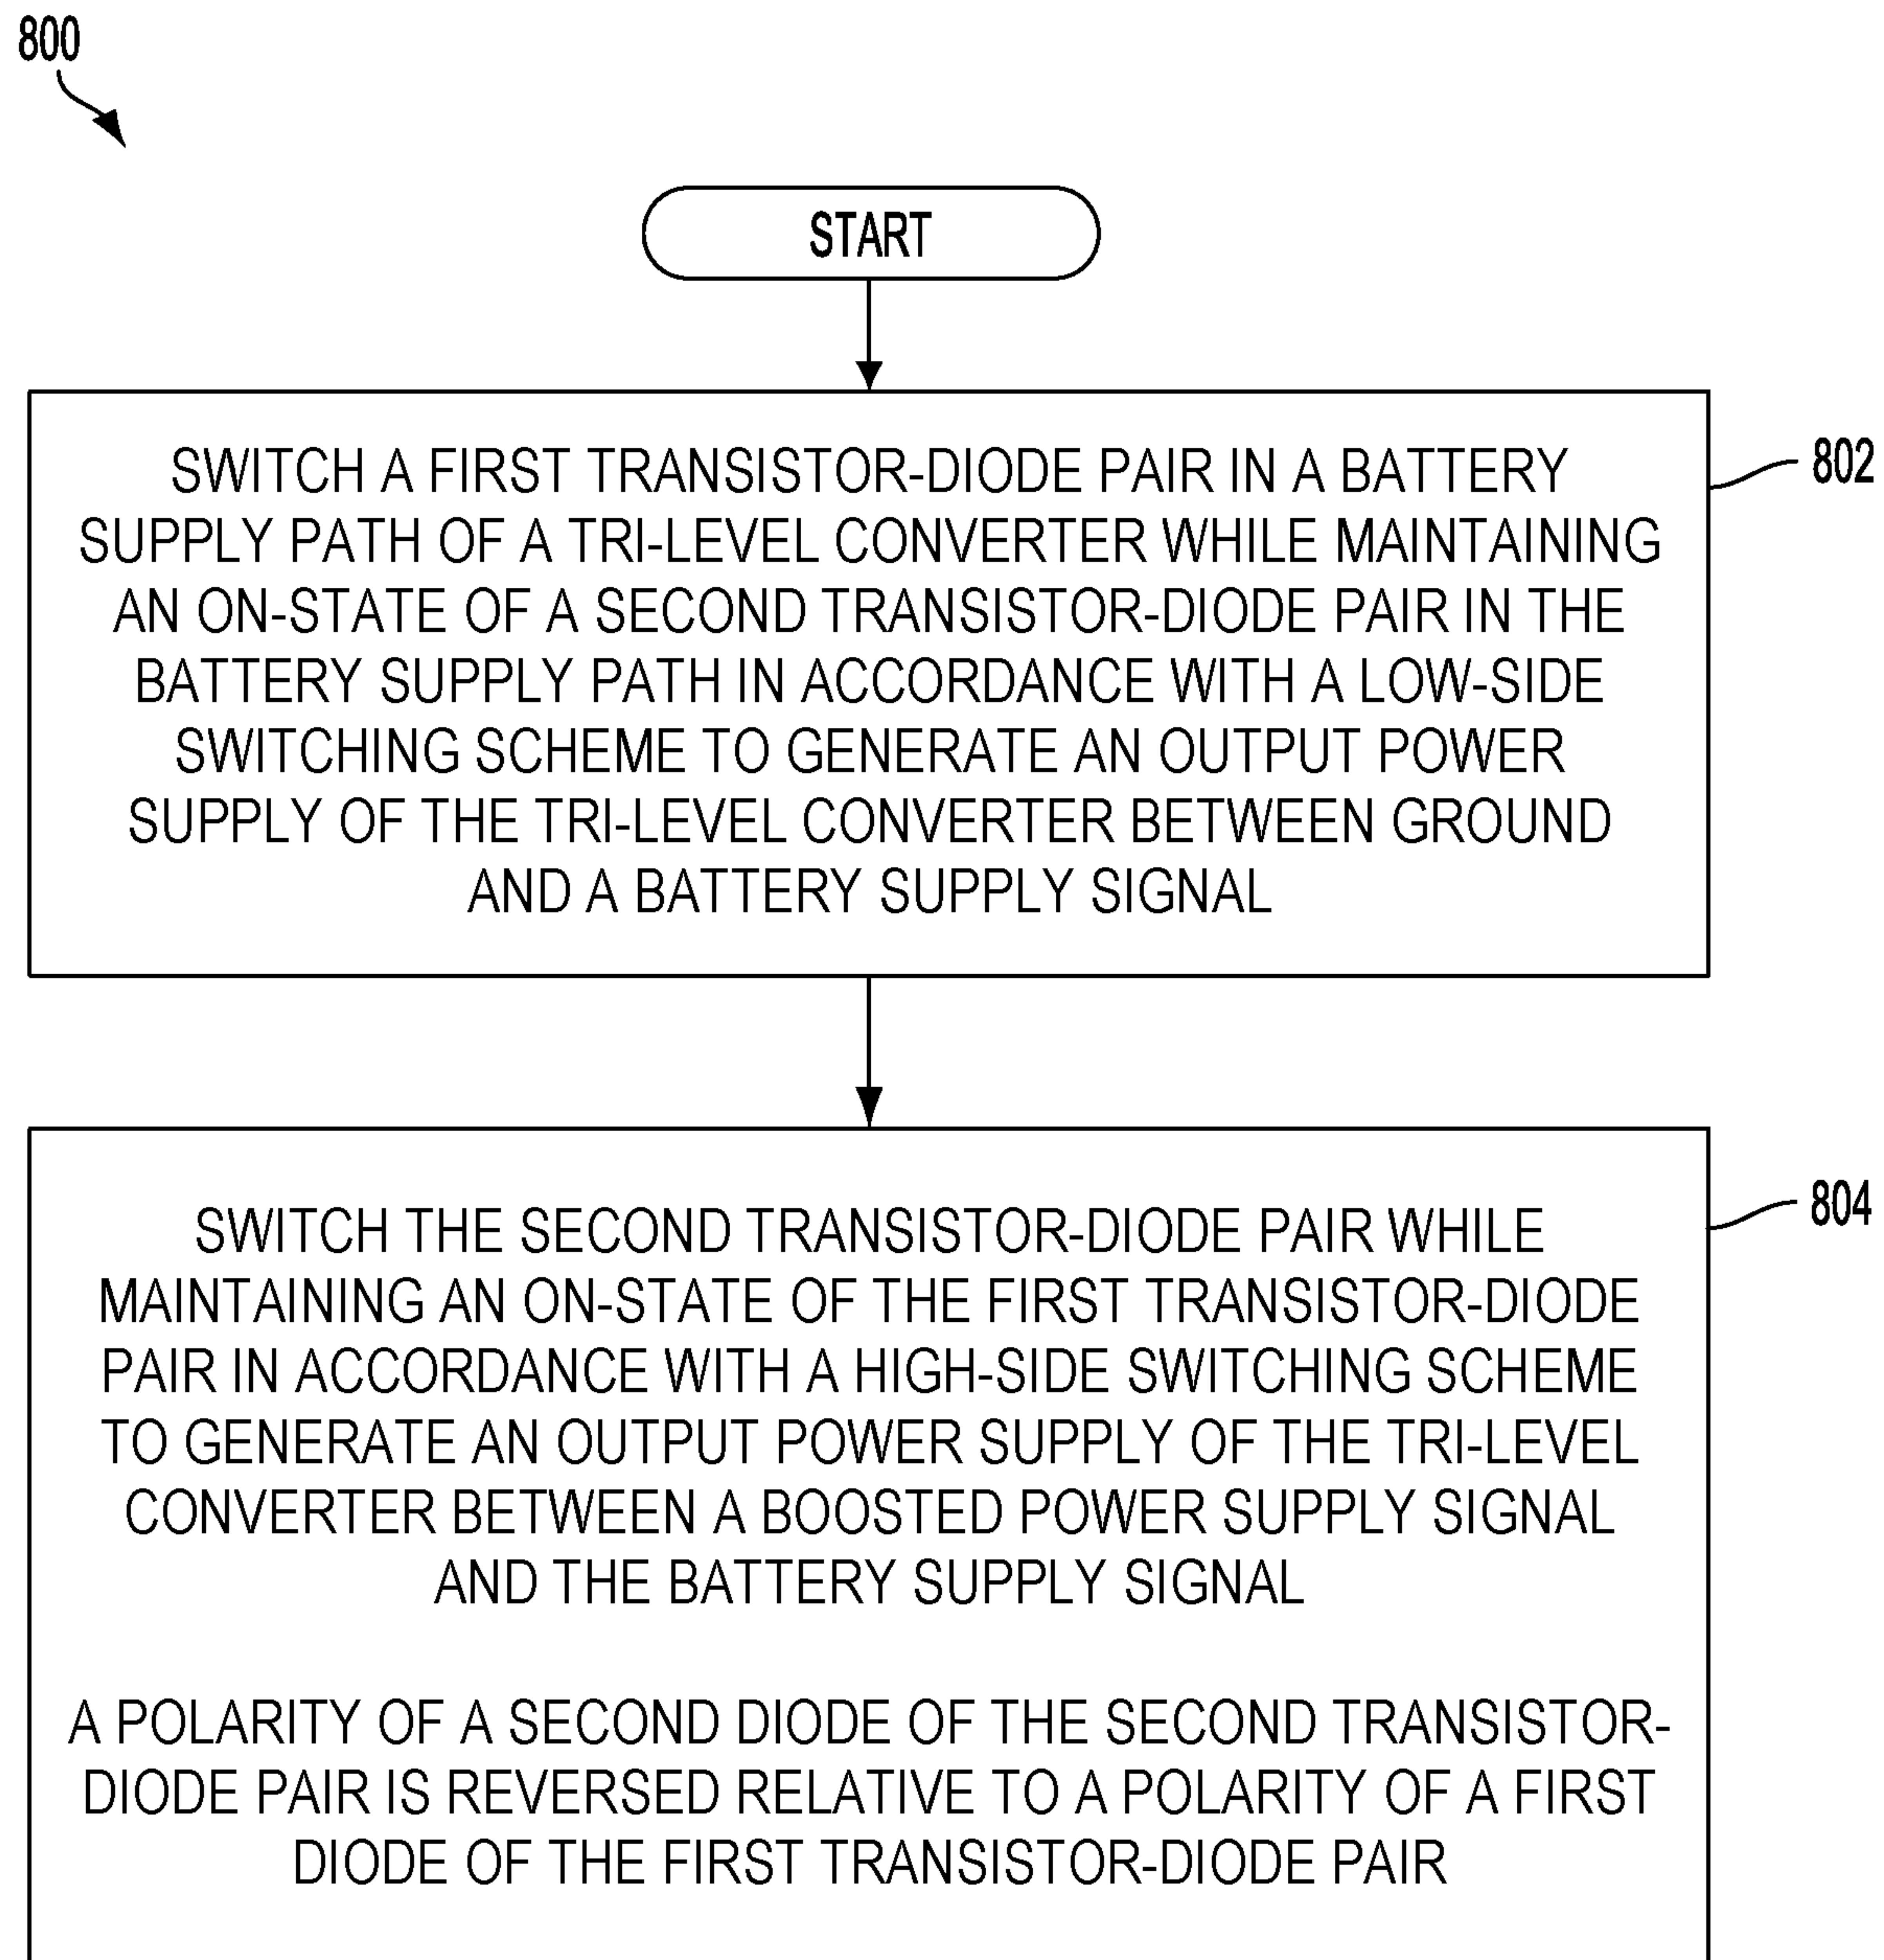 800
START
SWITCH A FIRST TRANSISTOR-DIODE PAIR IN A BATTERY
SUPPLY PATH OF A TRI-LEVEL CONVERTER WHILE MAINTAINING
AN ON-STATE OF A SECOND TRANSISTOR-DIODE PAIR IN THE
BATTERY SUPPLY PATH IN ACCORDANCE WITH A LOW-SIDE
SWITCHING SCHEME TO GENERATE AN OUTPUT POWER
SUPPLY OF THE TRI-LEVEL CONVERTER BETWEEN GROUND
AND A BATTERY SUPPLY SIGNAL
802
SWITCH THE SECOND TRANSISTOR-DIODE PAIR WHILE
MAINTAINING AN ON-STATE OF THE FIRST TRANSISTOR-DIODE
PAIR IN ACCORDANCE WITH A HIGH-SIDE SWITCHING SCHEME
TO GENERATE AN OUTPUT POWER SUPPLY OF THE TRI-LEVEL
CONVERTER BETWEEN A BOOSTED POWER SUPPLY SIGNAL
AND THE BATTERY SUPPLY SIGNAL
A POLARITY OF A SECOND DIODE OF THE SECOND TRANSISTOR-
DIODE PAIR IS REVERSED RELATIVE TO A POLARITY OF A FIRST
DIODE OF THE FIRST TRANSISTOR-DIODE PAIR
804